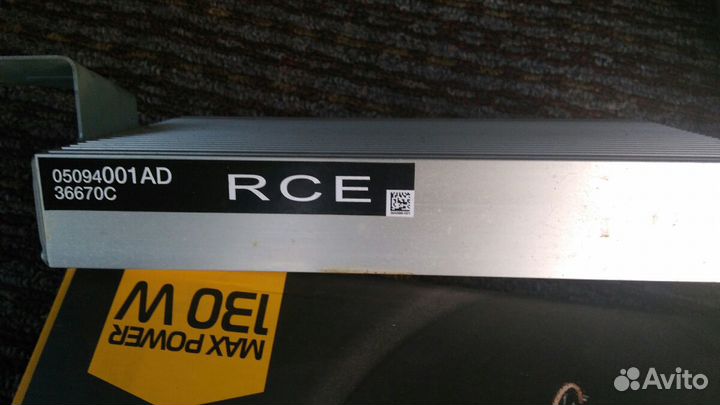 05094001AD
36670C
RCE
MAX POWER
130 W
Avito